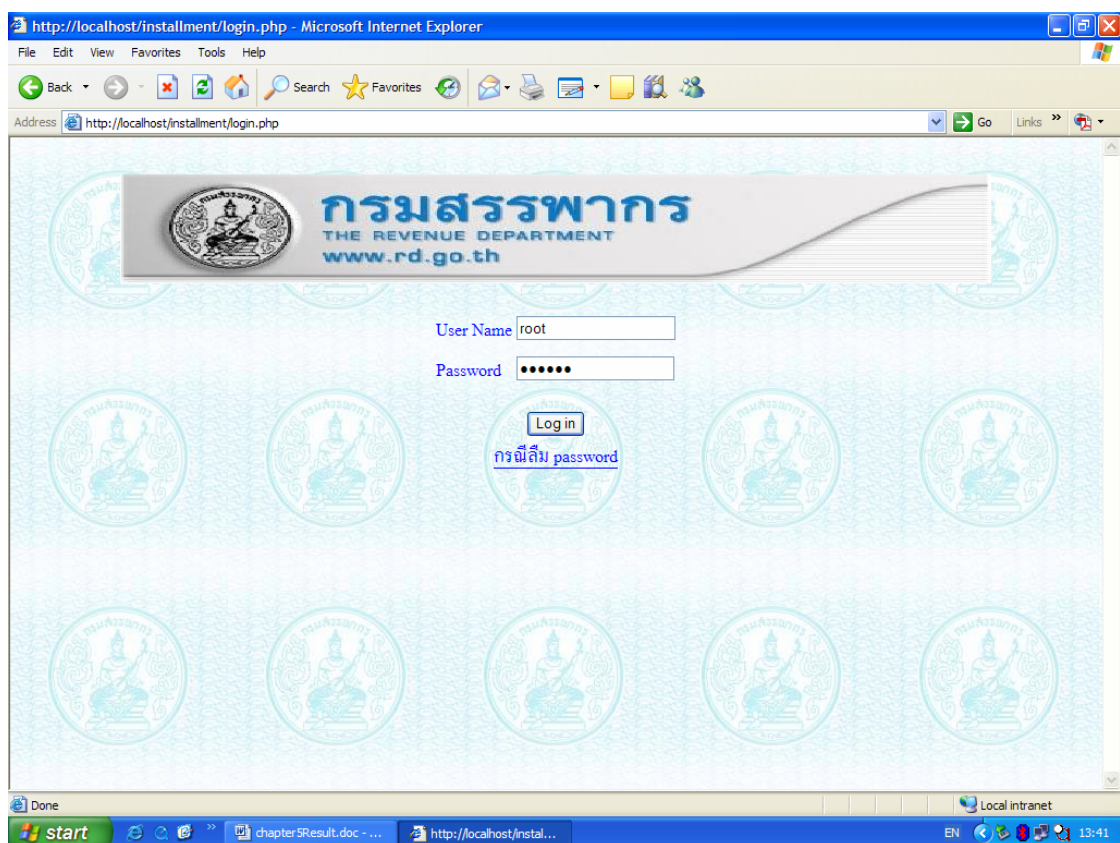 http://localhost/installment/login.php - Microsoft Internet Explorer
File Edit View Favorites Tools Help
Back Search Favorites
Address http://localhost/installment/login.php Go Links »
กรมสรรพากร
THE REVENUE DEPARTMENT
www.rd.go.th
User Name root
Password ••••••
Log in
กรณีลืม password
Done Local intranet
start » chapter5Result.doc - ... http://localhost/instal... EN 13:41